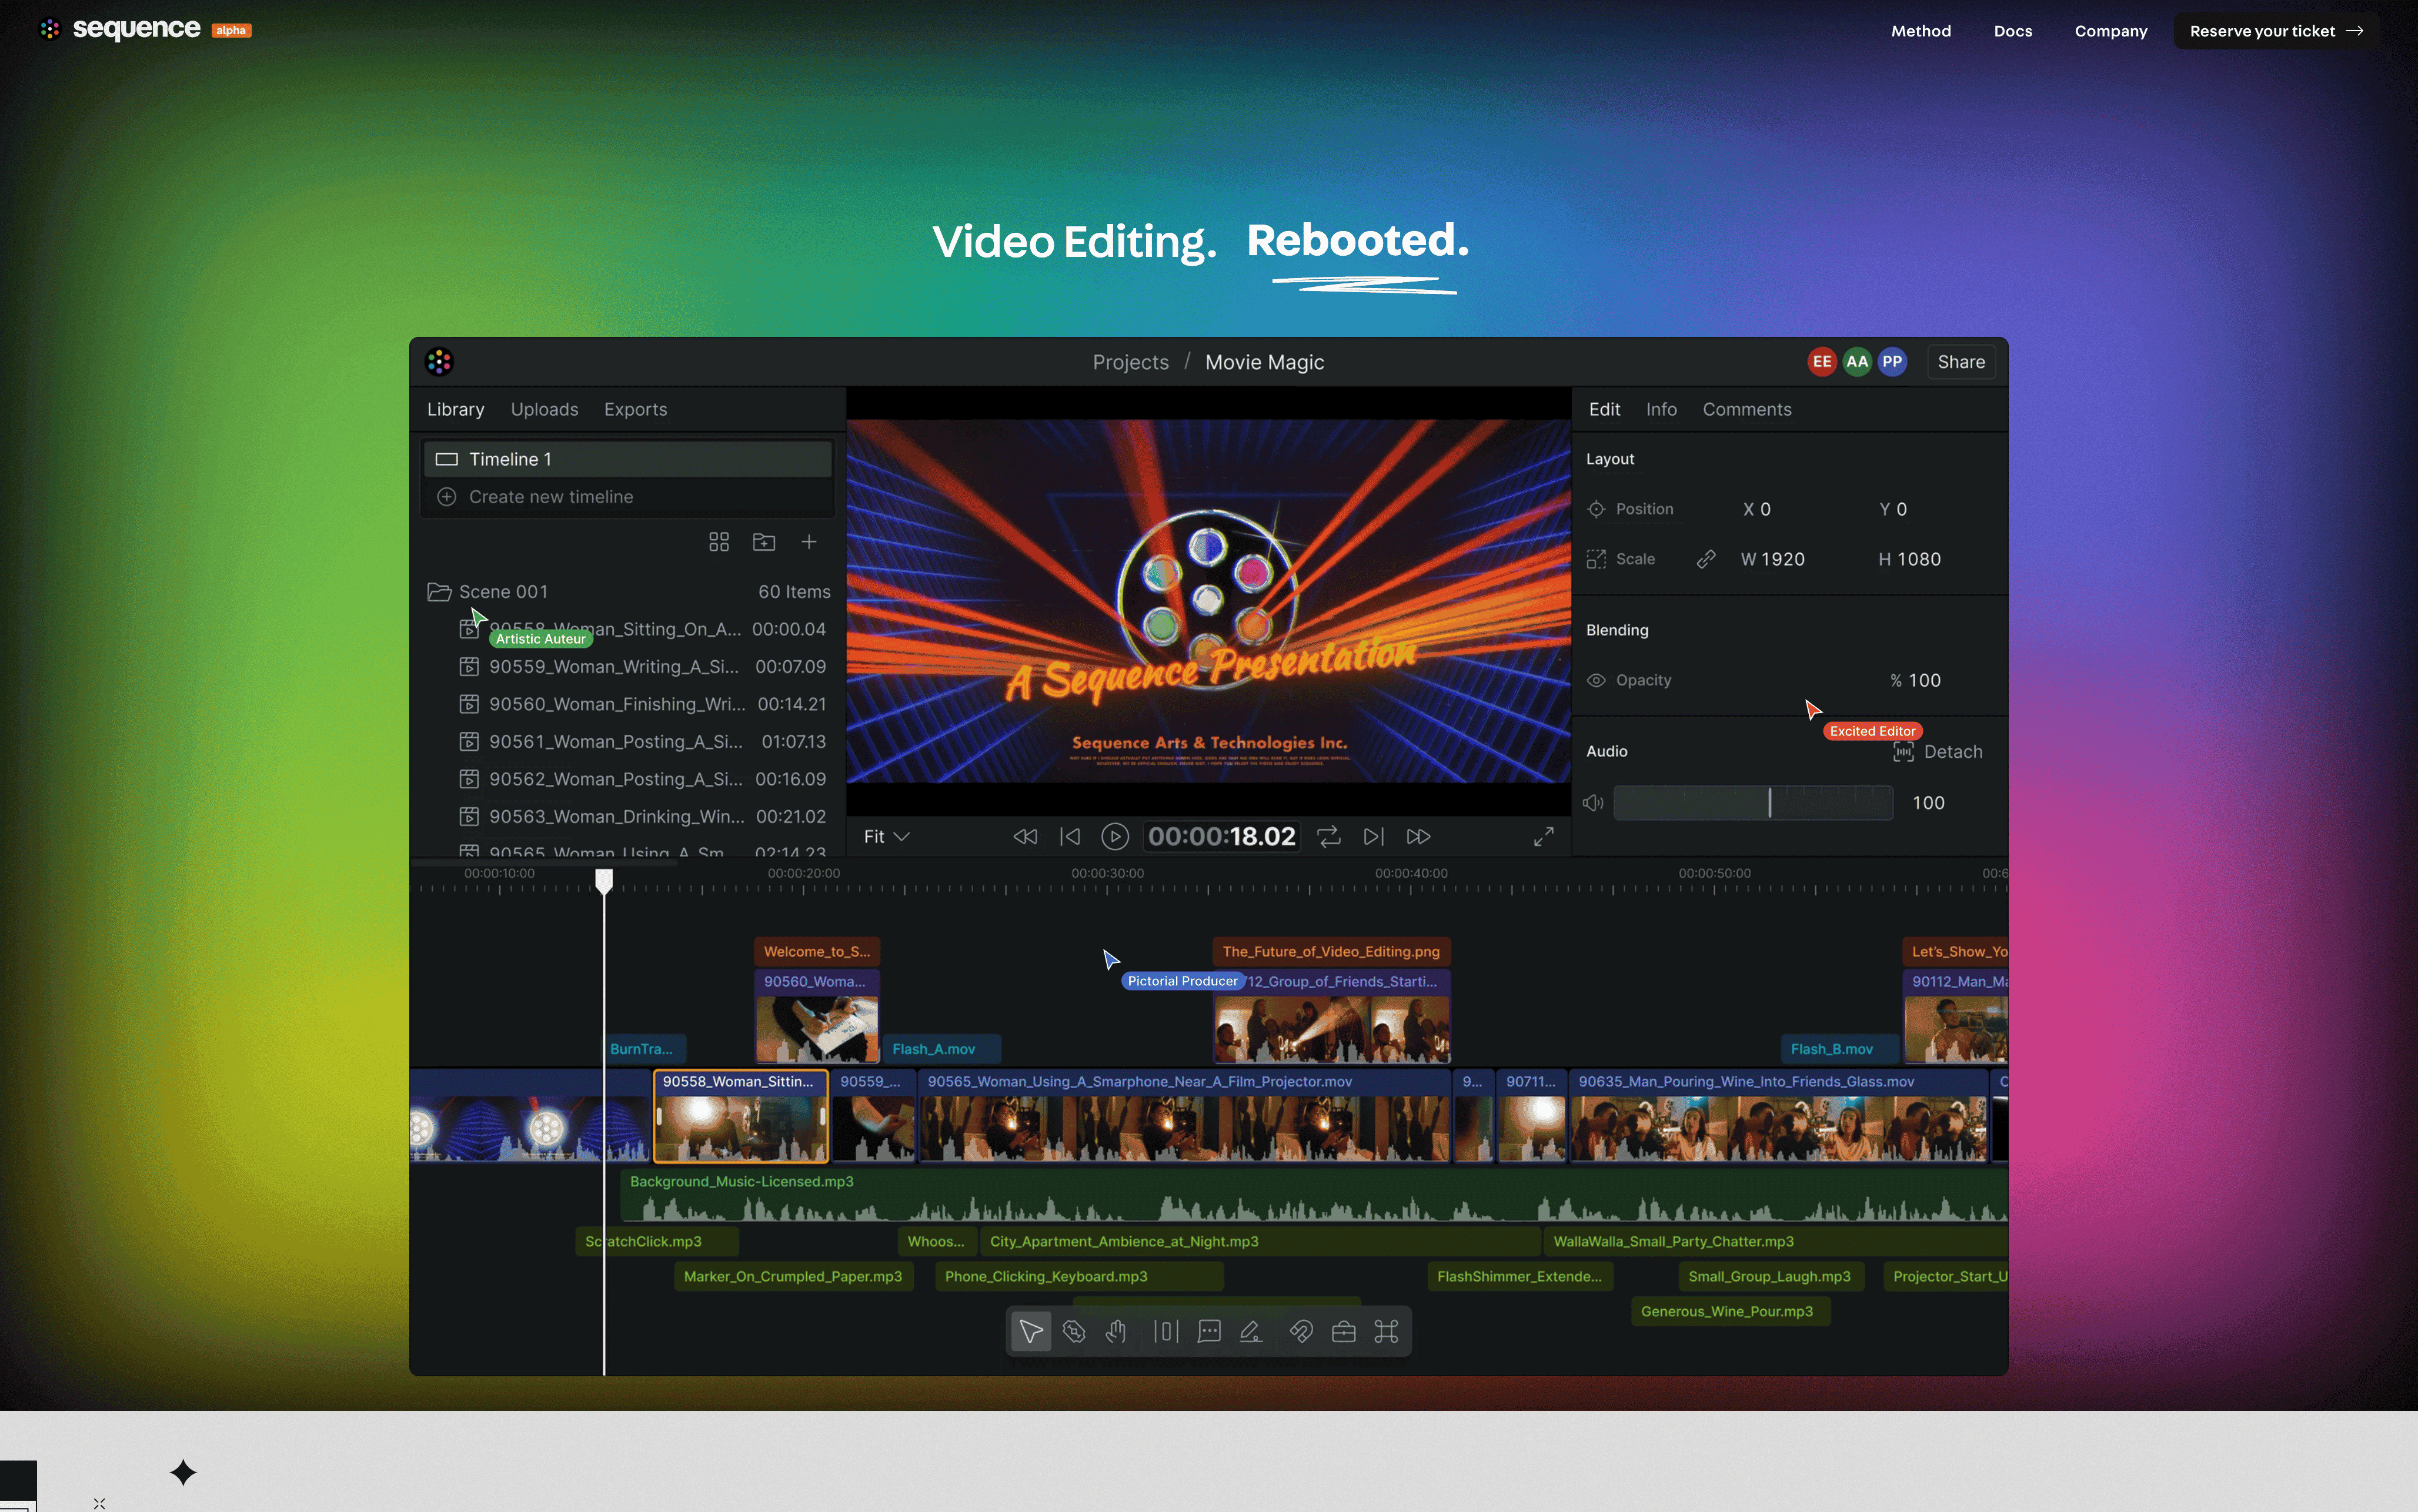 sequence alpha
Method Docs Company Reserve your ticket →
Video Editing. Rebooted.
Projects / Movie Magic
EE AA PP Share
Library Uploads Exports
Edit Info Comments
Timeline 1
Create new timeline
Layout
Position X 0 Y 0
Scale W 1920 H 1080
Scene 001 60 Items
90558_Woman_Sitting_On_A... 00:00.04
Artistic Auteur
90559_Woman_Writing_A_Si... 00:07.09
90560_Woman_Finishing_Wri... 00:14.21
90561_Woman_Posting_A_Si... 01:07.13
90562_Woman_Posting_A_Si... 00:16.09
90563_Woman_Drinking_Win... 00:21.02
90565_Woman_Using_A_Sm... 02:14.23
A Sequence Presentation
Sequence Arts & Technologies Inc.
Blending
Opacity % 100
Excited Editor
Audio Detach
100
Fit 00:00:18.02
00:00:10:00 00:00:20:00 00:00:30:00 00:00:40:00 00:00:50:00 00:6
Welcome_to_S... The_Future_of_Video_Editing.png Let's_Show_Yo
90560_Woma... Pictorial Producer 12_Group_of_Friends_Starti... 90112_Man_Ma
BurnTra... Flash_A.mov Flash_B.mov
90558_Woman_Sittin... 90559_... 90565_Woman_Using_A_Smarphone_Near_A_Film_Projector.mov 9... 90711... 90635_Man_Pouring_Wine_Into_Friends_Glass.mov
Background_Music-Licensed.mp3
ScratchClick.mp3 Whoos... City_Apartment_Ambience_at_Night.mp3 WallaWalla_Small_Party_Chatter.mp3
Marker_On_Crumpled_Paper.mp3 Phone_Clicking_Keyboard.mp3 FlashShimmer_Extende... Small_Group_Laugh.mp3 Projector_Start_U
Generous_Wine_Pour.mp3